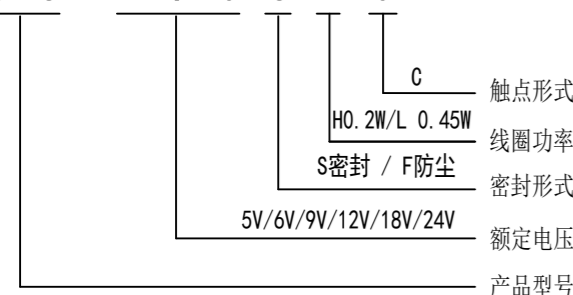 C
触点形式
H0.2W/L 0.45W
线圈功率
S密封 / F防尘
密封形式
5V/6V/9V/12V/18V/24V
额定电压
产品型号